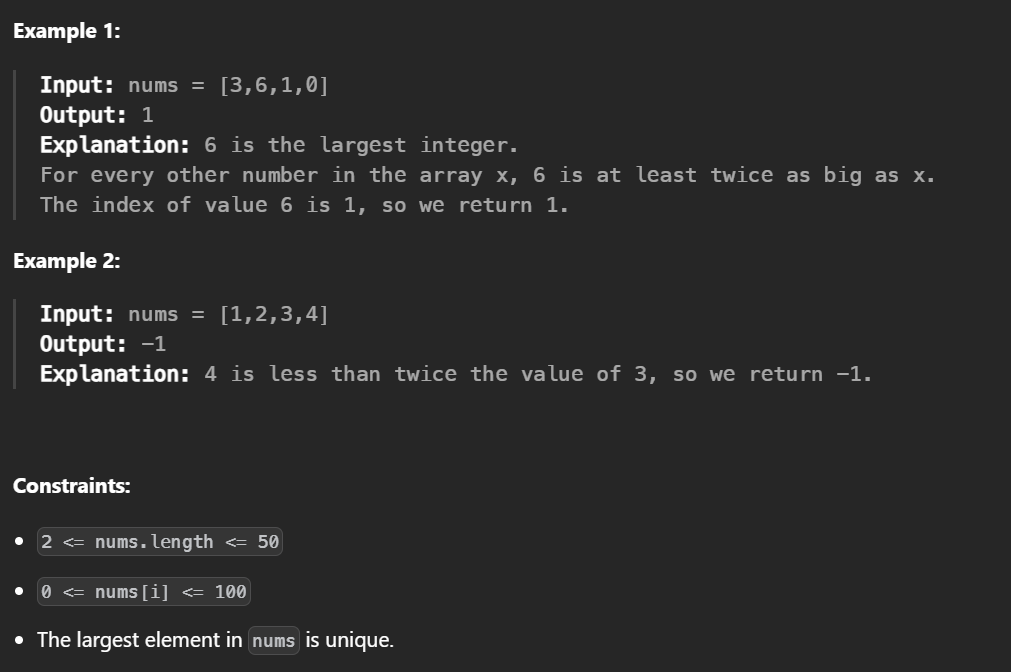 Example 1:
Input: nums = [3,6,1,0]
Output: 1
Explanation: 6 is the largest integer.
For every other number in the array x, 6 is at least twice as big as x.
The index of value 6 is 1, so we return 1.
Example 2:
Input: nums = [1,2,3,4]
Output: -1
Explanation: 4 is less than twice the value of 3, so we return -1.
Constraints:
• 2 <= nums.length <= 50
• 0 <= nums[i] <= 100
• The largest element in nums is unique.